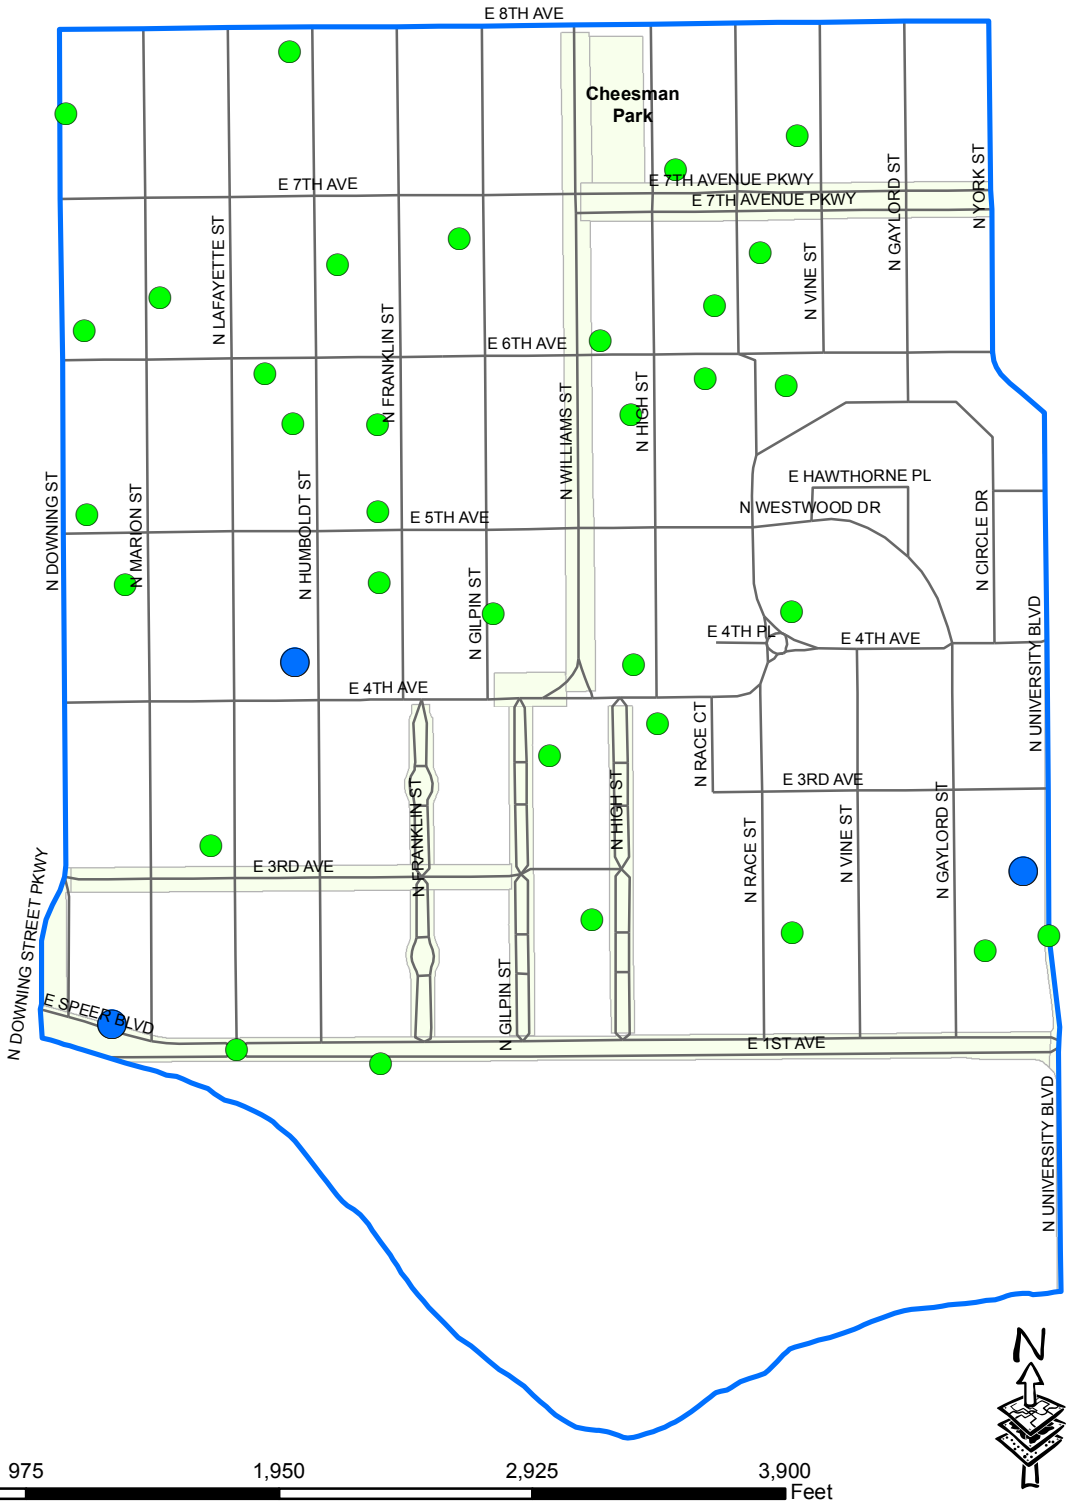 E 8TH AVE
Cheesman
Park
E 7TH AVE
E 7TH AVENUE PKWY
E 7TH AVENUE PKWY
N GAYLORD ST
N YORK ST
N LAFAYETTE ST
N VINE ST
N FRANKLIN ST
E 6TH AVE
N WILLIAMS ST
N HIGH ST
E HAWTHORNE PL
N WESTWOOD DR
N DOWNING ST
N MARION ST
N HUMBOLDT ST
E 5TH AVE
N CIRCLE DR
N GILPIN ST
E 4TH PL
E 4TH AVE
N UNIVERSITY BLVD
E 4TH AVE
N RACE CT
E 3RD AVE
N FRANKLIN ST
N HIGH ST
N RACE ST
N VINE ST
N GAYLORD ST
E 3RD AVE
N DOWNING STREET PKWY
E SPEER BLVD
N GILPIN ST
E 1ST AVE
N UNIVERSITY BLVD
N
975 1,950 2,925 3,900
Feet